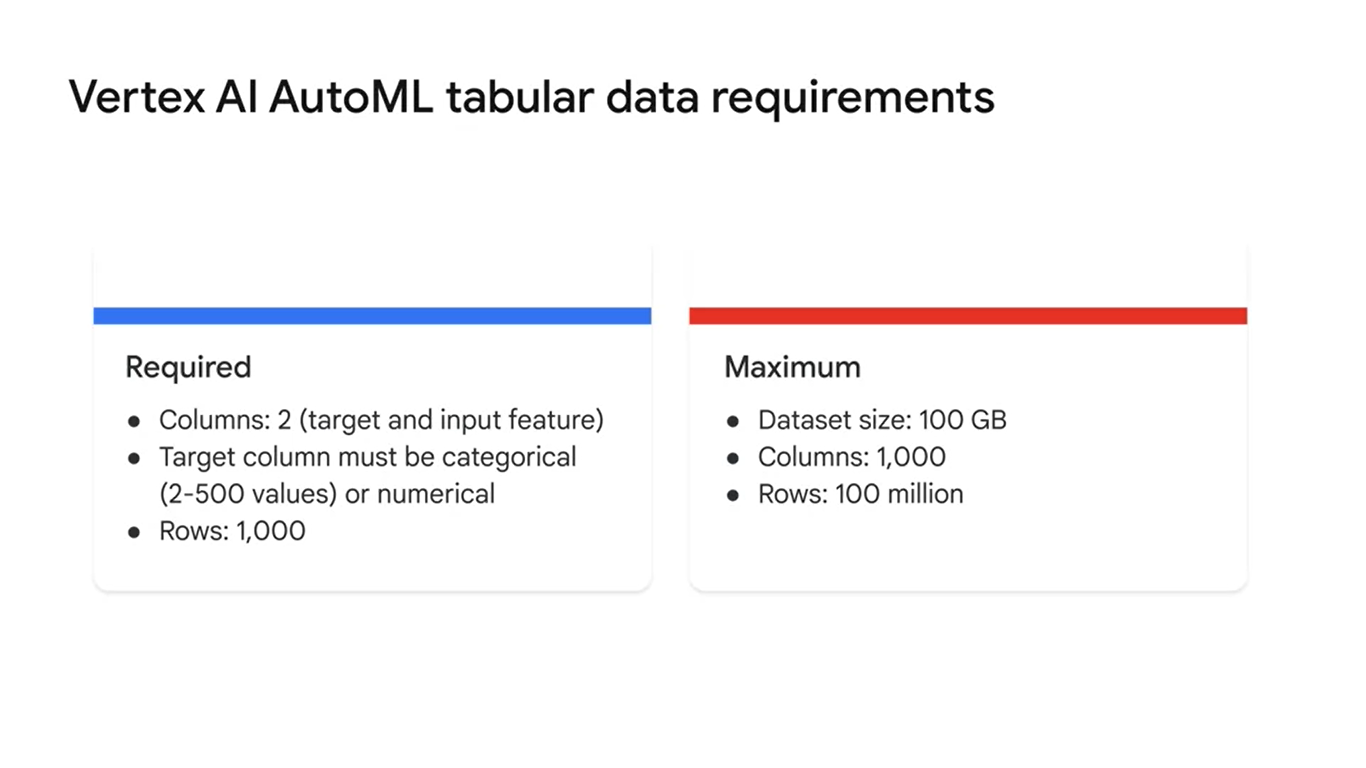 Vertex AI AutoML tabular data requirements
Required
● Columns: 2 (target and input feature)
● Target column must be categorical
(2-500 values) or numerical
● Rows: 1,000
Maximum
● Dataset size: 100 GB
● Columns: 1,000
● Rows: 100 million